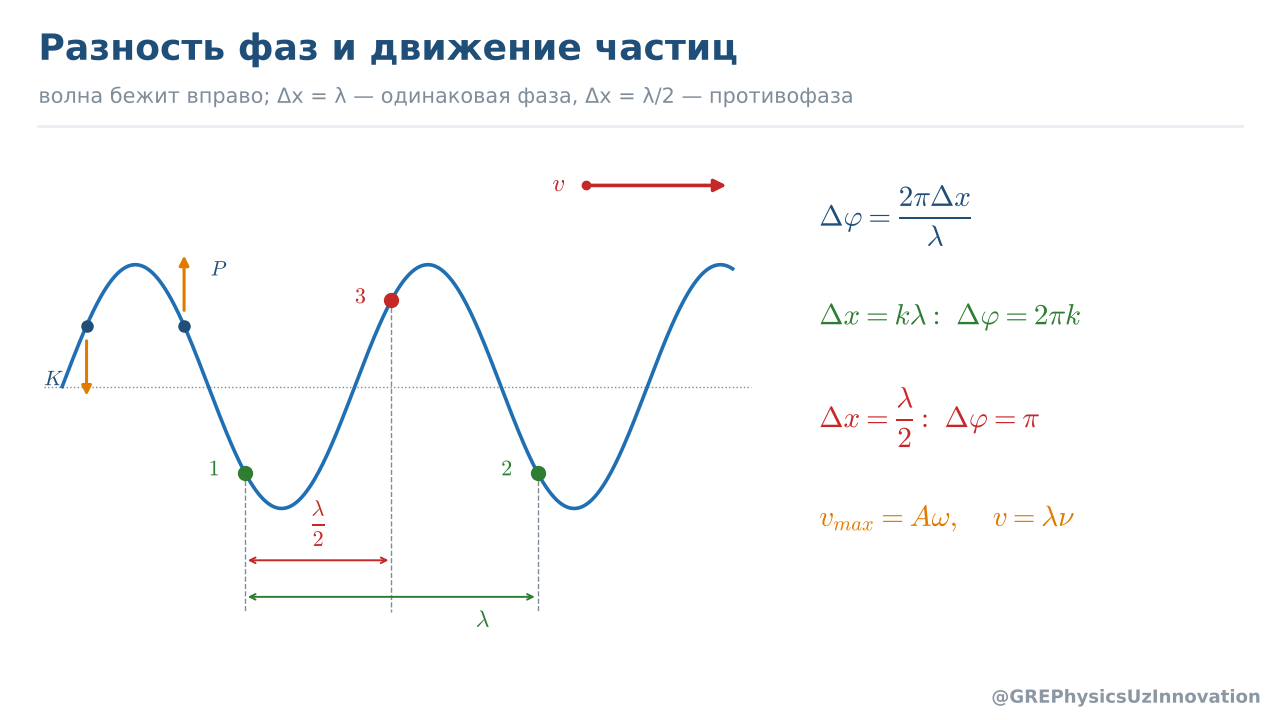 Разность фаз и движение частиц
волна бежит вправо; Δx = λ — одинаковая фаза, Δx = λ/2 — противофаза
v
Δφ = 2πΔx / λ
P
3
Δx = kλ : Δφ = 2πk
K
Δx = λ/2 : Δφ = π
1
2
λ/2
v_max = Aω, v = λν
λ
@GREPhysicsUzInnovation